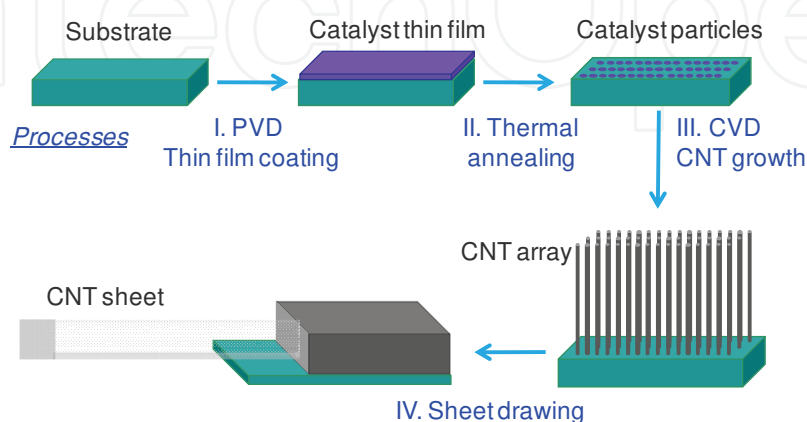 Substrate
Catalyst thin film
Catalyst particles
Processes
I. PVD
Thin film coating
II. Thermal
annealing
III. CVD
CNT growth
CNT array
CNT sheet
IV. Sheet drawing